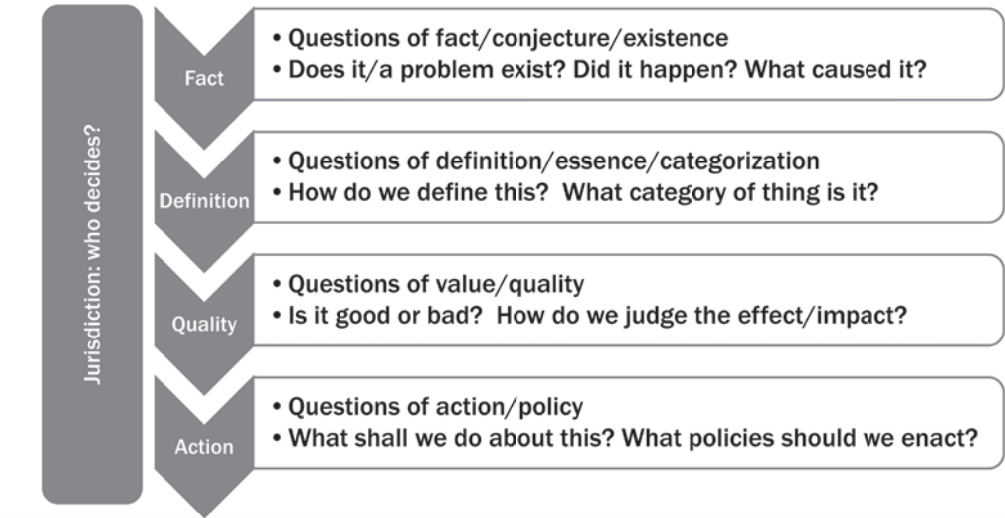 Jurisdiction: who decides?
Fact
• Questions of fact/conjecture/existence
• Does it/a problem exist? Did it happen? What caused it?
Definition
• Questions of definition/essence/categorization
• How do we define this?  What category of thing is it?
Quality
• Questions of value/quality
• Is it good or bad?  How do we judge the effect/impact?
Action
• Questions of action/policy
• What shall we do about this? What policies should we enact?